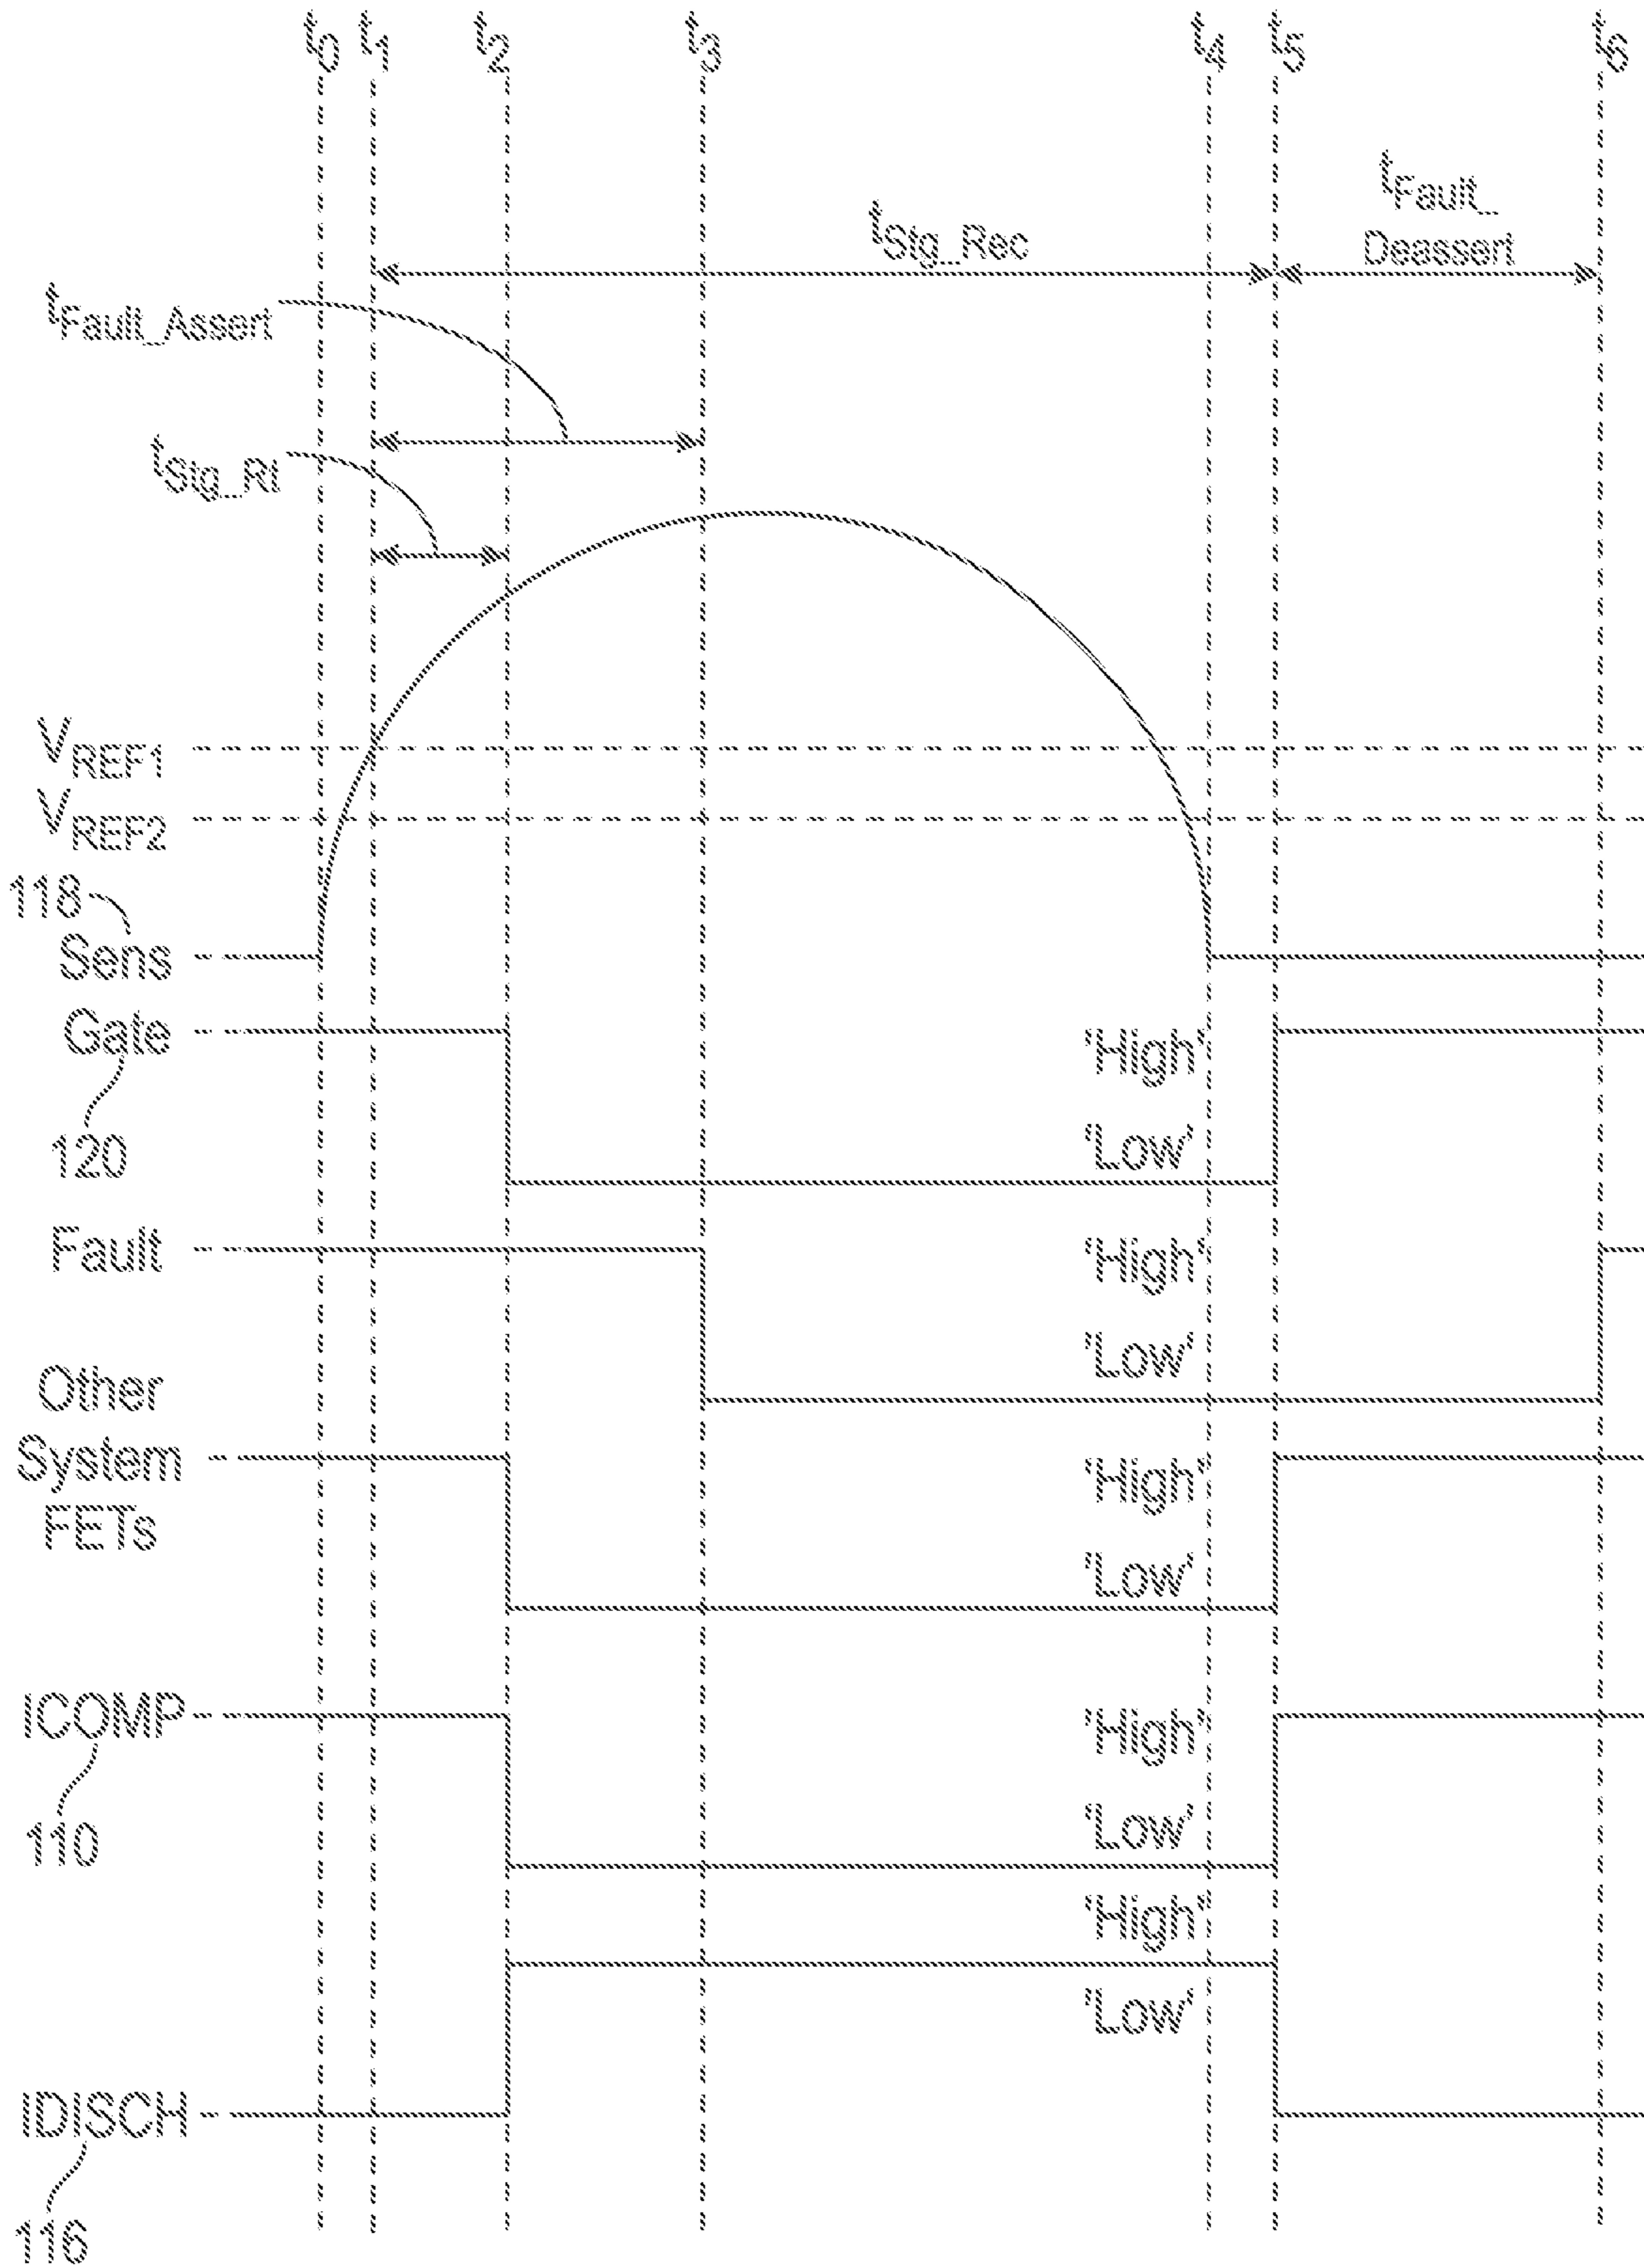 t0 t1 t2 t3 t4 t5 t6
tFault_
Deassert
tStg_Rec
tFault_Assert
tStg_Rt
VREF1
VREF2
118
Sens
Gate
'High'
'Low'
120
Fault
'High'
'Low'
Other
System
FETs
'High'
'Low'
ICOMP
'High'
'Low'
110
'High'
'Low'
IDISCH
116